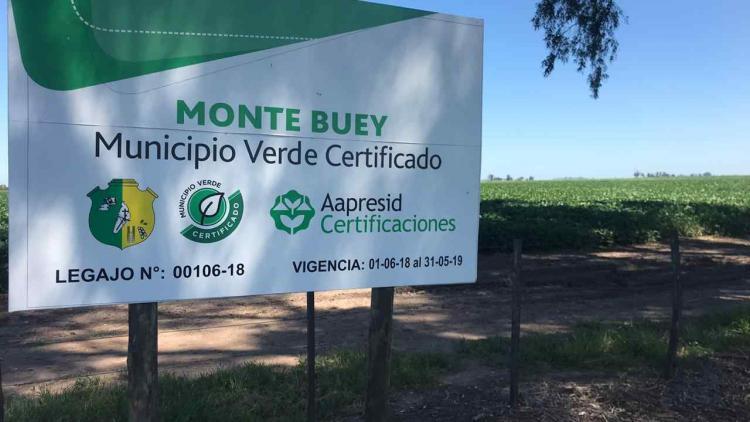 MONTE BUEY
Municipio Verde Certificado
MUNICIPIO VERDE
CERTIFICADO
Aapresid
Certificaciones
LEGAJO N°: 00106-18
VIGENCIA: 01-06-18 al 31-05-19